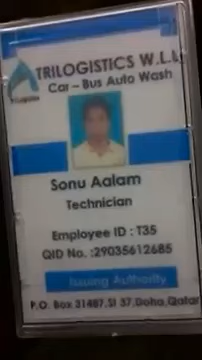 TRILOGISTICS W.L.L
Car – Bus Auto Wash
Sonu Aalam
Technician
Employee ID : T35
QID No. :29035612685
Issuing Authority
P.O. Box 31487,St 37,Doha,Qatar